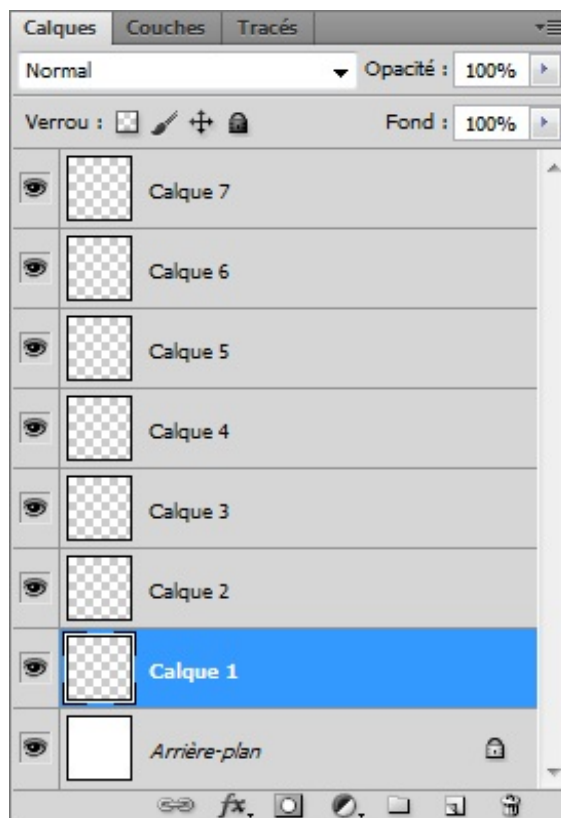 Calques Couches Tracés
Normal Opacité : 100%
Verrou : Fond : 100%
Calque 7
Calque 6
Calque 5
Calque 4
Calque 3
Calque 2
Calque 1
Arrière-plan
fx.